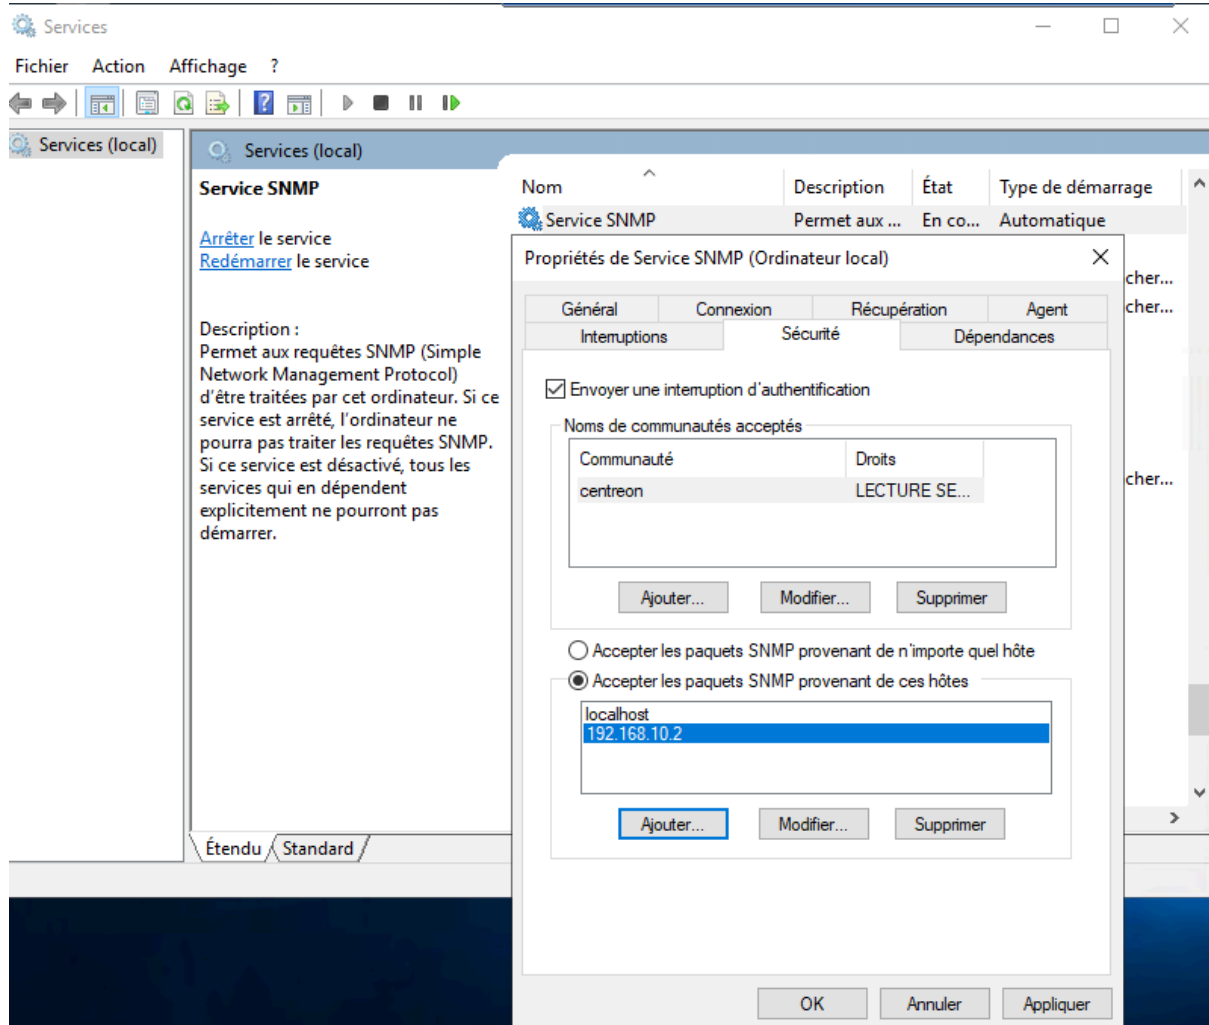 Services
Fichier Action Affichage ?
Services (local)
Services (local)
Service SNMP
Arrêter le service
Redémarrer le service
Description :
Permet aux requêtes SNMP (Simple
Network Management Protocol)
d'être traitées par cet ordinateur. Si ce
service est arrêté, l'ordinateur ne
pourra pas traiter les requêtes SNMP.
Si ce service est désactivé, tous les
services qui en dépendent
explicitement ne pourront pas
démarrer.
Nom Description État Type de démarrage
Service SNMP Permet aux ... En co... Automatique
cher...
cher...
cher...
Propriétés de Service SNMP (Ordinateur local)
Général Connexion Récupération Agent
Interruptions Sécurité Dépendances
Envoyer une interruption d'authentification
Noms de communautés acceptés
Communauté Droits
centreon LECTURE SE...
Ajouter... Modifier... Supprimer
Accepter les paquets SNMP provenant de n'importe quel hôte
Accepter les paquets SNMP provenant de ces hôtes
localhost
192.168.10.2
Ajouter... Modifier... Supprimer
OK Annuler Appliquer
Étendu Standard